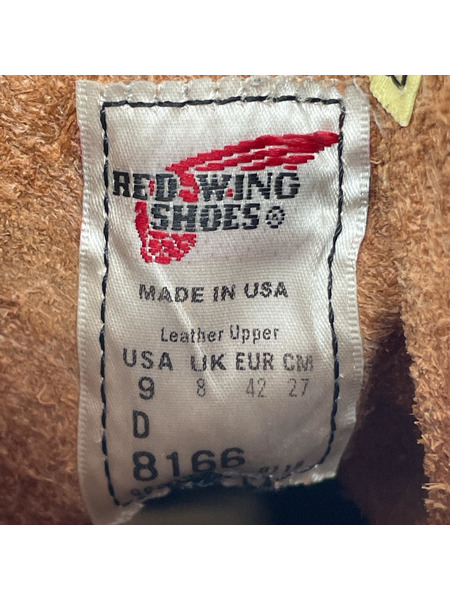 RED WING
SHOES®
MADE IN USA
Leather Upper
USA UK EUR CM
9 8 42 27
D
8166